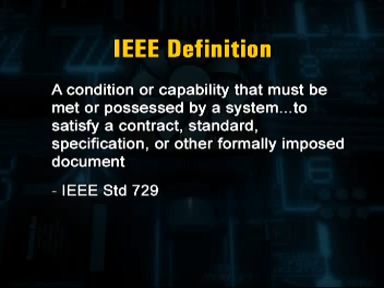 IEEE Definition
A condition or capability that must be
met or possessed by a system...to
satisfy a contract, standard,
specification, or other formally imposed
document
- IEEE Std 729